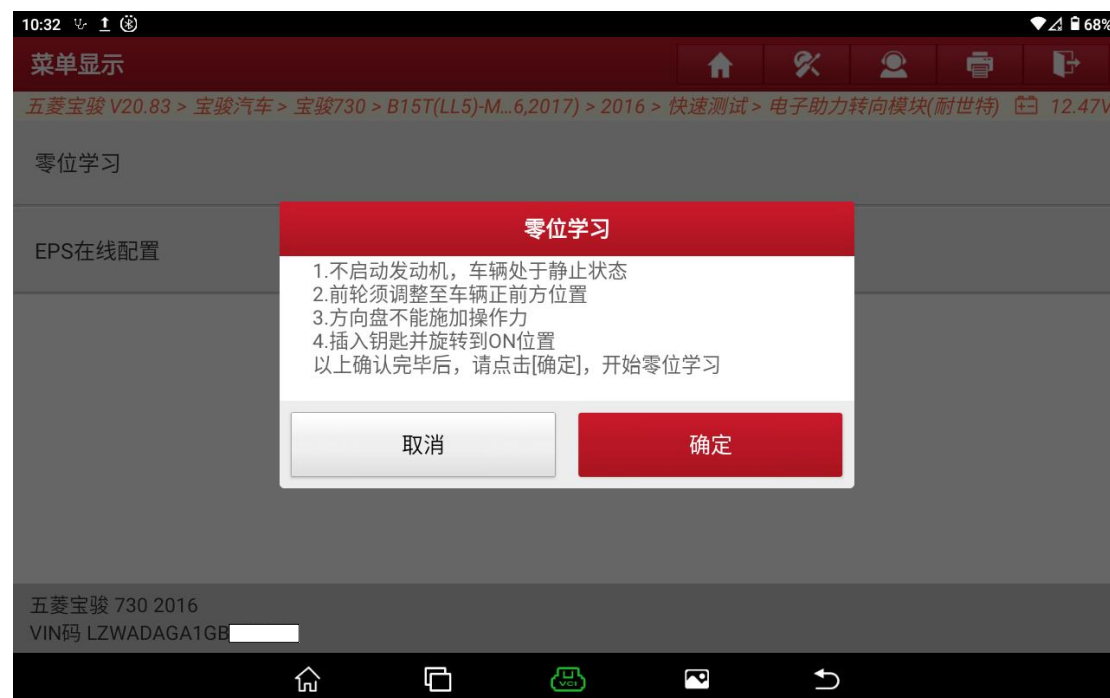 10:32
68%
菜单显示
五菱宝骏 V20.83 > 宝骏汽车 > 宝骏730 > B15T(LL5)-M...6,2017) > 2016 > 快速测试 > 电子助力转向模块(耐世特) 12.47V
零位学习
EPS在线配置
零位学习
1.不启动发动机，车辆处于静止状态
2.前轮须调整至车辆正前方位置
3.方向盘不能施加操作力
4.插入钥匙并旋转到ON位置
以上确认完毕后，请点击[确定]，开始零位学习
取消
确定
五菱宝骏 730 2016
VIN码 LZWADAGA1GB
VCI